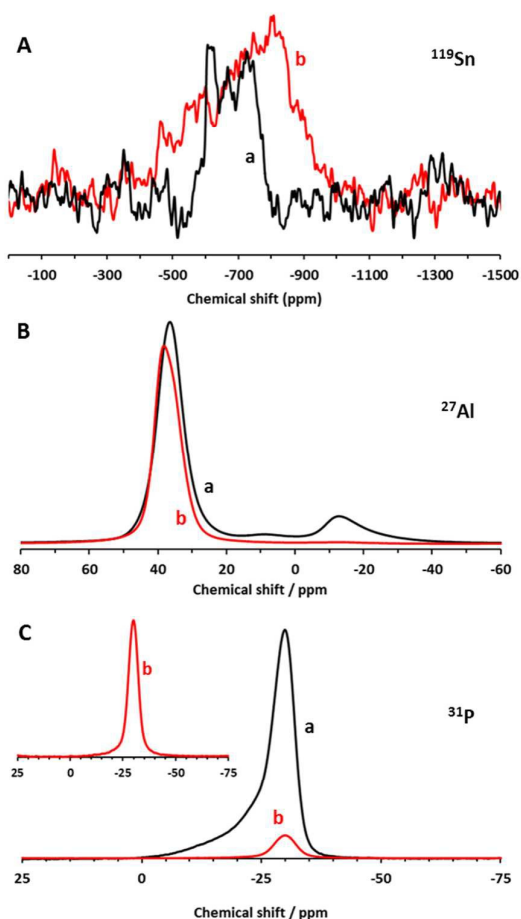 A
119Sn
b
a
-100 -300 -500 -700 -900 -1100 -1300 -1500
Chemical shift (ppm)
B
27Al
a
b
80 60 40 20 0 -20 -40 -60
Chemical shift / ppm
C
b
31P
25 0 -25 -50 -75
a
b
25 0 -25 -50 -75
Chemical shift / ppm